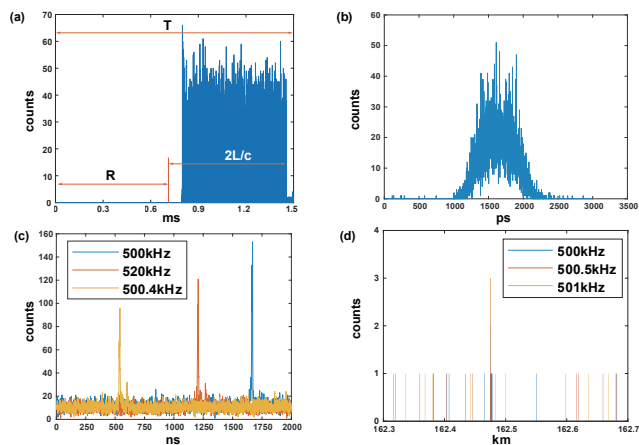 (a)
T
R
2L/c
counts
70
60
50
40
30
20
10
0
0
0.3
0.6
0.9
1.2
1.5
ms
(b)
counts
60
50
40
30
20
10
0
0
500
1000
1500
2000
2500
3000
3500
ps
(c)
500kHz
520kHz
500.4kHz
counts
160
140
120
100
80
60
40
20
0
0
250
500
750
1000
1250
1500
1750
2000
ns
(d)
500kHz
500.5kHz
501kHz
counts
4
3
2
1
0
162.3
162.4
162.5
162.6
162.7
km